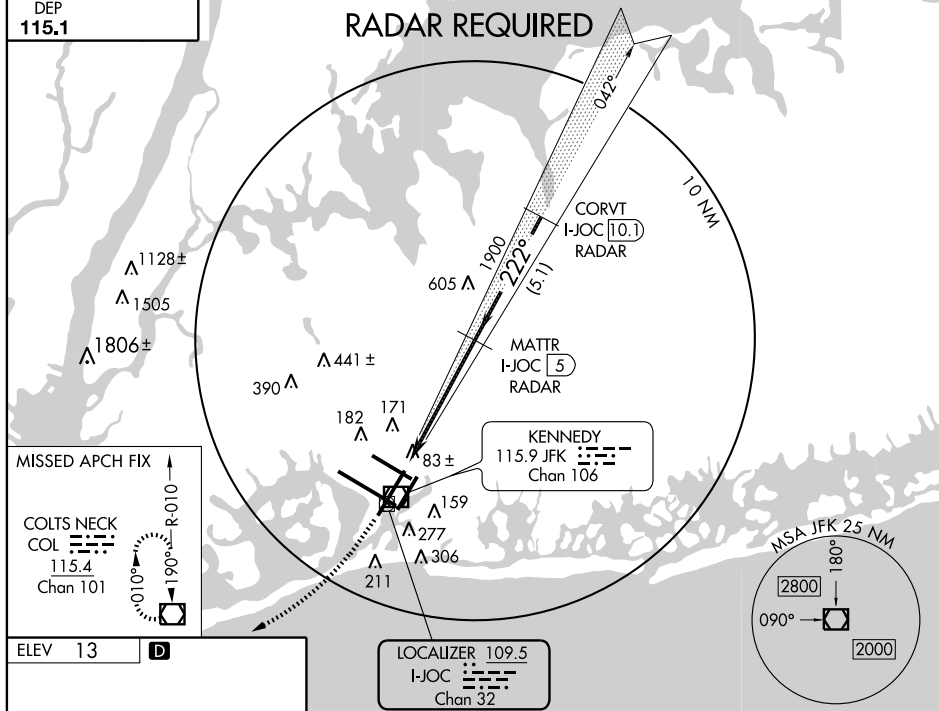 DEP
115.1
RADAR REQUIRED
042°
10 NM
CORVT
I-JOC 10.1
RADAR
1900
222°
(5.1)
605
1128±
1505
1806±
441±
390
MATTR
I-JOC 5
RADAR
182
171
83±
KENNEDY
115.9 JFK
Chan 106
159
277
306
211
MISSED APCH FIX
R-010
COLTS NECK
COL
115.4
Chan 101
010°
190°
MSA JFK 25 NM
180°
2800
090°
2000
ELEV 13
D
LOCALIZER 109.5
I-JOC
Chan 32